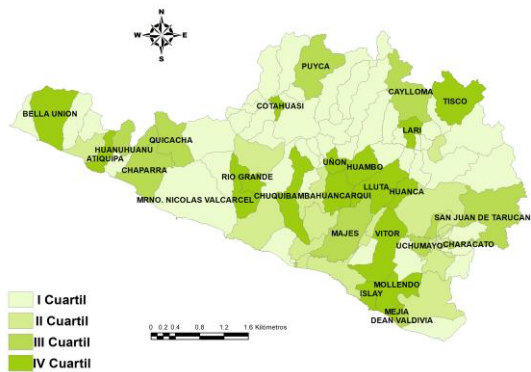 N
W E
S
PUYCA
CAYLLOMA
TISCO
COTAHUASI
BELLA UNION
LARI
QUICACHA
HUANUHUANU
ATIQUIPA
CHAPARRA
UÑON
HUAMBO
RIO GRANDE
LLUTA
HUANCA
MRNO. NICOLAS VALCARCEL
CHUQUIBAMBA
HUANCARQUI
SAN JUAN DE TARUCAN
MAJES
VITOR
UCHUMAYO
CHARACATO
MOLLENDO
ISLAY
MEJIA
DEAN VALDIVIA
I Cuartil
II Cuartil
III Cuartil
IV Cuartil
0 0.2 0.4 0.8 1.2 1.6 Kilómetros